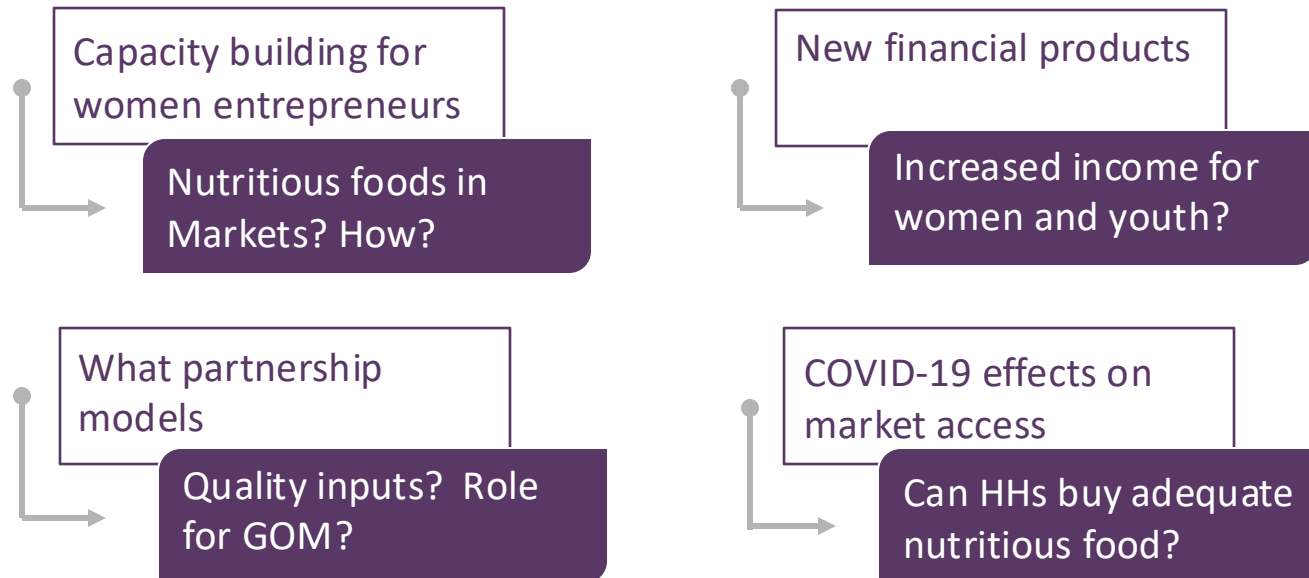 Capacity building for
women entrepreneurs
Nutritious foods in
Markets? How?
New financial products
Increased income for
women and youth?
What partnership
models
Quality inputs?  Role
for GOM?
COVID-19 effects on
market access
Can HHs buy adequate
nutritious food?